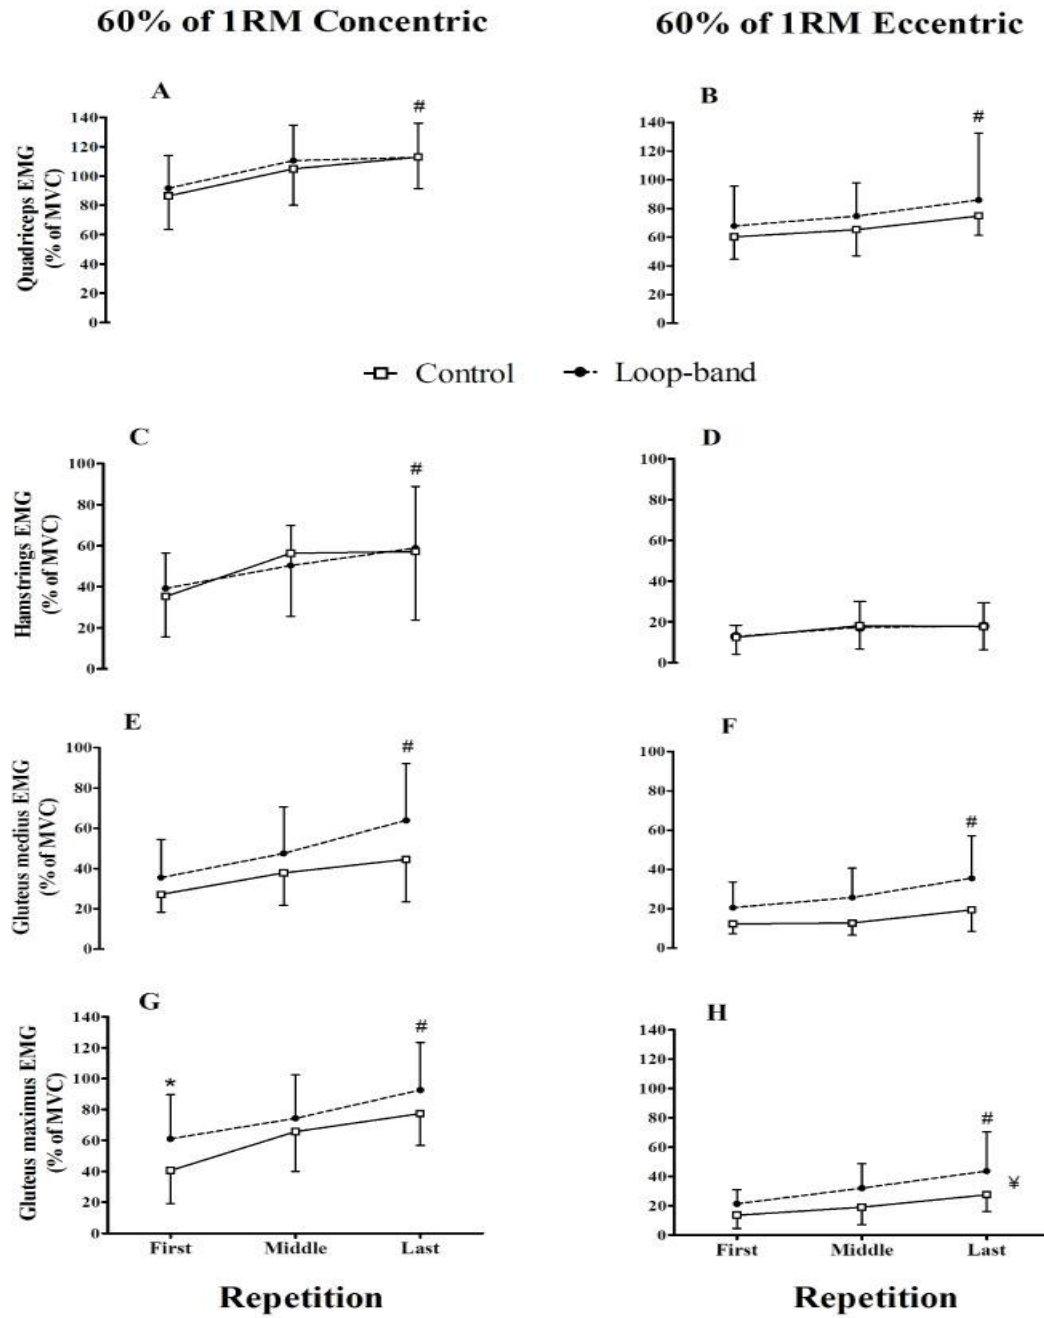 60% of 1RM Concentric
60% of 1RM Eccentric
A
#
Quadriceps EMG
(% of MVC)
140
120
100
80
60
40
20
0
B
#
140
120
100
80
60
40
20
0
Control
Loop-band
C
#
Hamstrings EMG
(% of MVC)
100
80
60
40
20
0
D
100
80
60
40
20
0
E
#
Gluteus medius EMG
(% of MVC)
100
80
60
40
20
0
F
#
100
80
60
40
20
0
G
*
#
Gluteus maximus EMG
(% of MVC)
140
120
100
80
60
40
20
0
First Middle Last
Repetition
H
#
¥
140
120
100
80
60
40
20
0
First Middle Last
Repetition